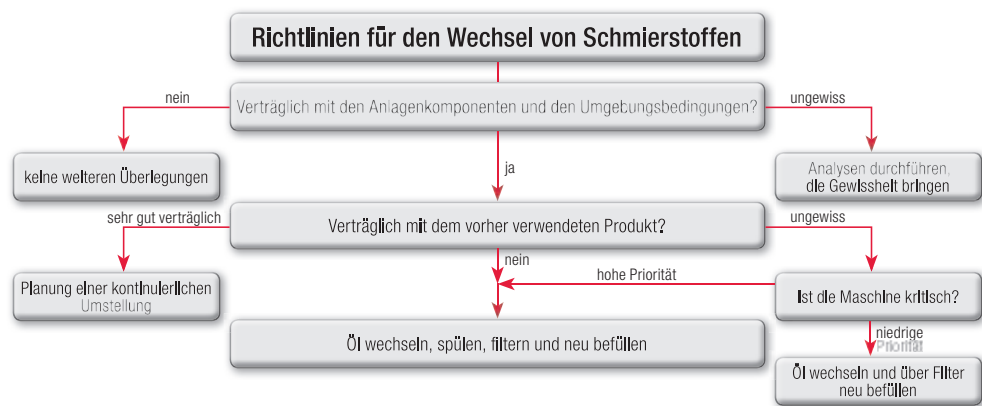 Richtlinien für den Wechsel von Schmierstoffen
nein
Verträglich mit den Anlagenkomponenten und den Umgebungsbedingungen?
ungewiss
keine weiteren Überlegungen
ja
Analysen durchführen,
die Gewissheit bringen
sehr gut verträglich
Verträglich mit dem vorher verwendeten Produkt?
ungewiss
nein
hohe Priorität
Planung einer kontinuierlichen
Umstellung
Ist die Maschine kritisch?
Öl wechseln, spülen, filtern und neu befüllen
niedrige
Priorität
Öl wechseln und über Filter
neu befüllen